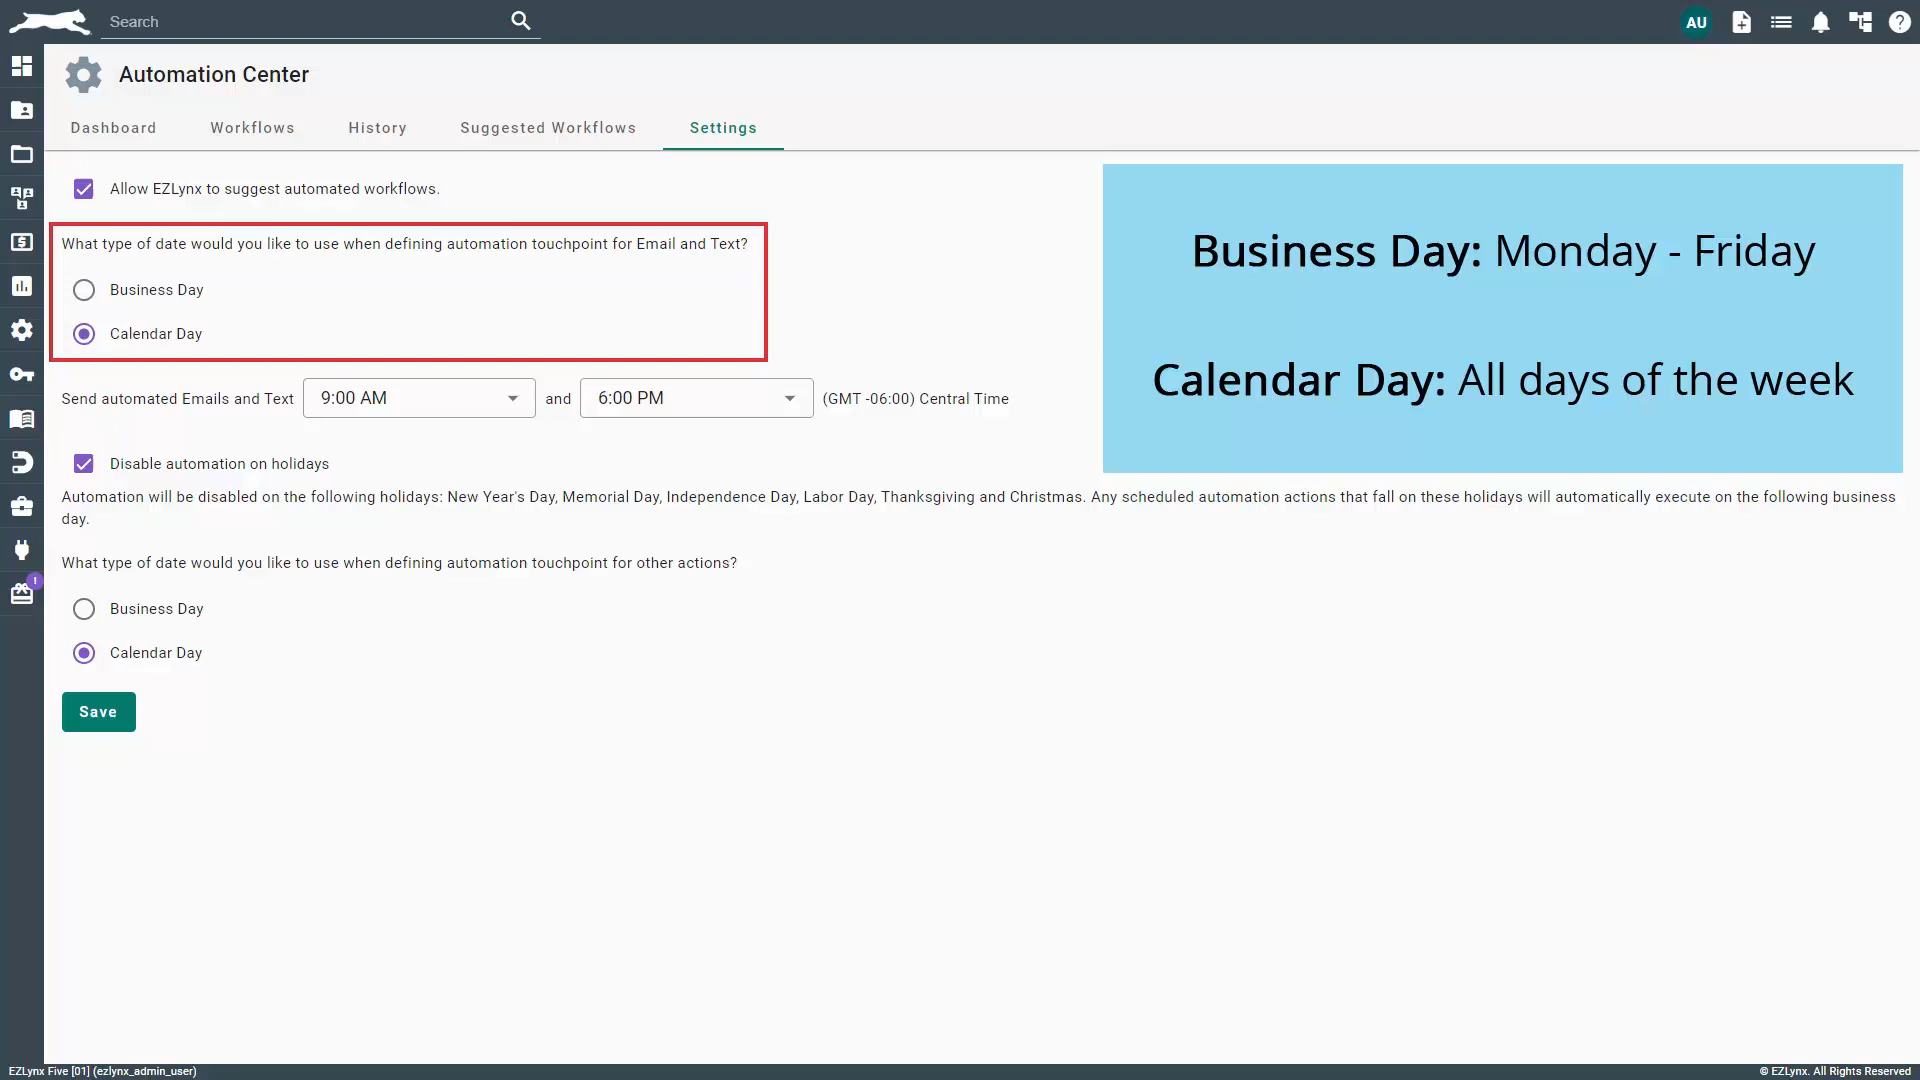 Search
AU
Automation Center
Dashboard Workflows History Suggested Workflows Settings
Allow EZLynx to suggest automated workflows.
What type of date would you like to use when defining automation touchpoint for Email and Text?
Business Day
Calendar Day
Business Day: Monday - Friday
Calendar Day: All days of the week
Send automated Emails and Text 9:00 AM and 6:00 PM (GMT -06:00) Central Time
Disable automation on holidays
Automation will be disabled on the following holidays: New Year's Day, Memorial Day, Independence Day, Labor Day, Thanksgiving and Christmas. Any scheduled automation actions that fall on these holidays will automatically execute on the following business
day.
What type of date would you like to use when defining automation touchpoint for other actions?
1
Business Day
Calendar Day
Save
EZLynx Five [01] (ezlynx_admin_user)
© EZLynx. All Rights Reserved